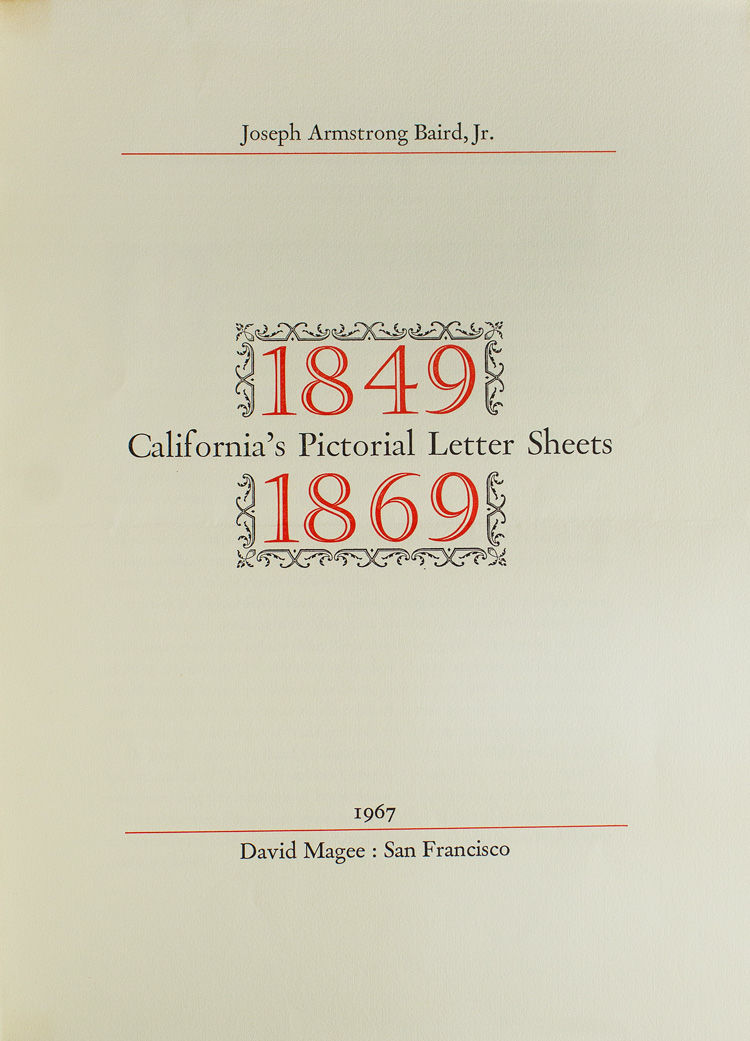 Joseph Armstrong Baird, Jr.
1849
California's Pictorial Letter Sheets
1869
1967
David Magee : San Francisco